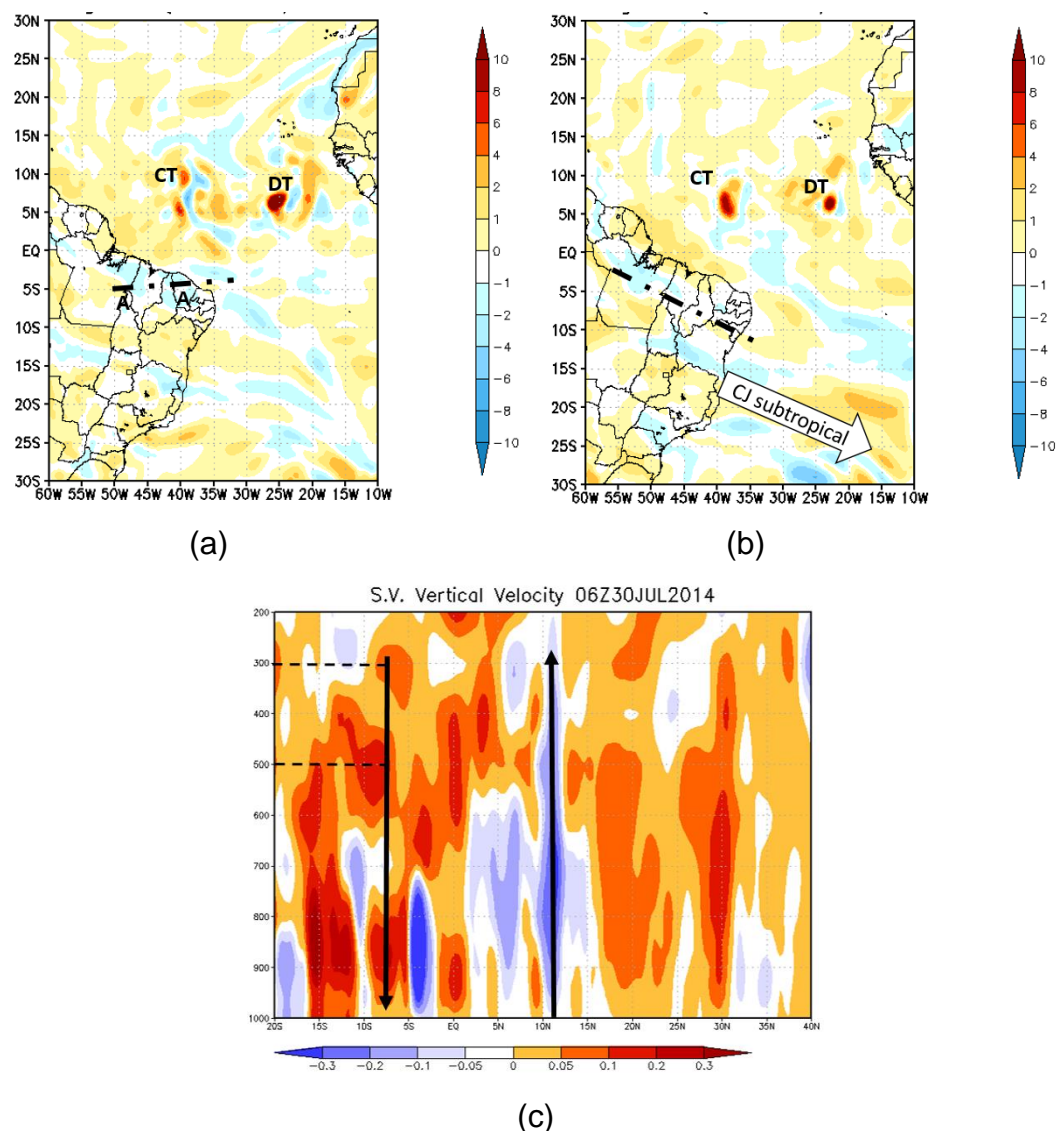 30N
25N
20N
15N
10N
5N
EQ
5S
10S
15S
20S
25S
30S
60W 55W 50W 45W 40W 35W 30W 25W 20W 15W 10W
CT
DT
A
A
10
8
6
4
2
0
−1
−2
−4
−6
−8
−10
(a)
30N
25N
20N
15N
10N
5N
EQ
5S
10S
15S
20S
25S
30S
60W 55W 50W 45W 40W 35W 30W 25W 20W 15W 10W
CT
DT
CJ subtropical
10
8
6
4
2
0
−1
−2
−4
−6
−8
−10
(b)
S.V. Vertical Velocity 06Z30JUL2014
200
300
400
500
600
700
800
900
1000
20S 15S 10S 5S EQ 5N 10N 15N 20N 25N 30N 35N 40N
−0.3 −0.2 −0.1 −0.05 0 0.05 0.1 0.2 0.3
(c)